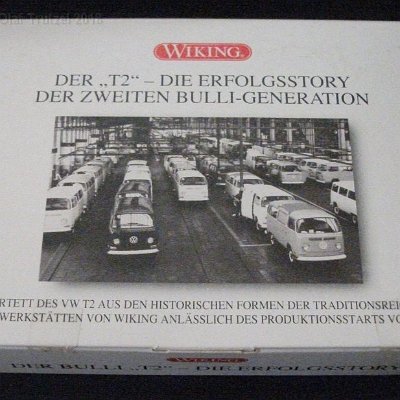 WIKING
DER „T2“ – DIE ERFOLGSSTORY
DER ZWEITEN BULLI-GENERATION
RTETT DES VW T2 AUS DEN HISTORISCHEN FORMEN DER TRADITIONSREI
WERKSTÄTTEN VON WIKING ANLÄSSLICH DES PRODUKTIONSSTARTS VO
WIKING
DER BULLI „T2“ – DIE ERFOLGSSTORY